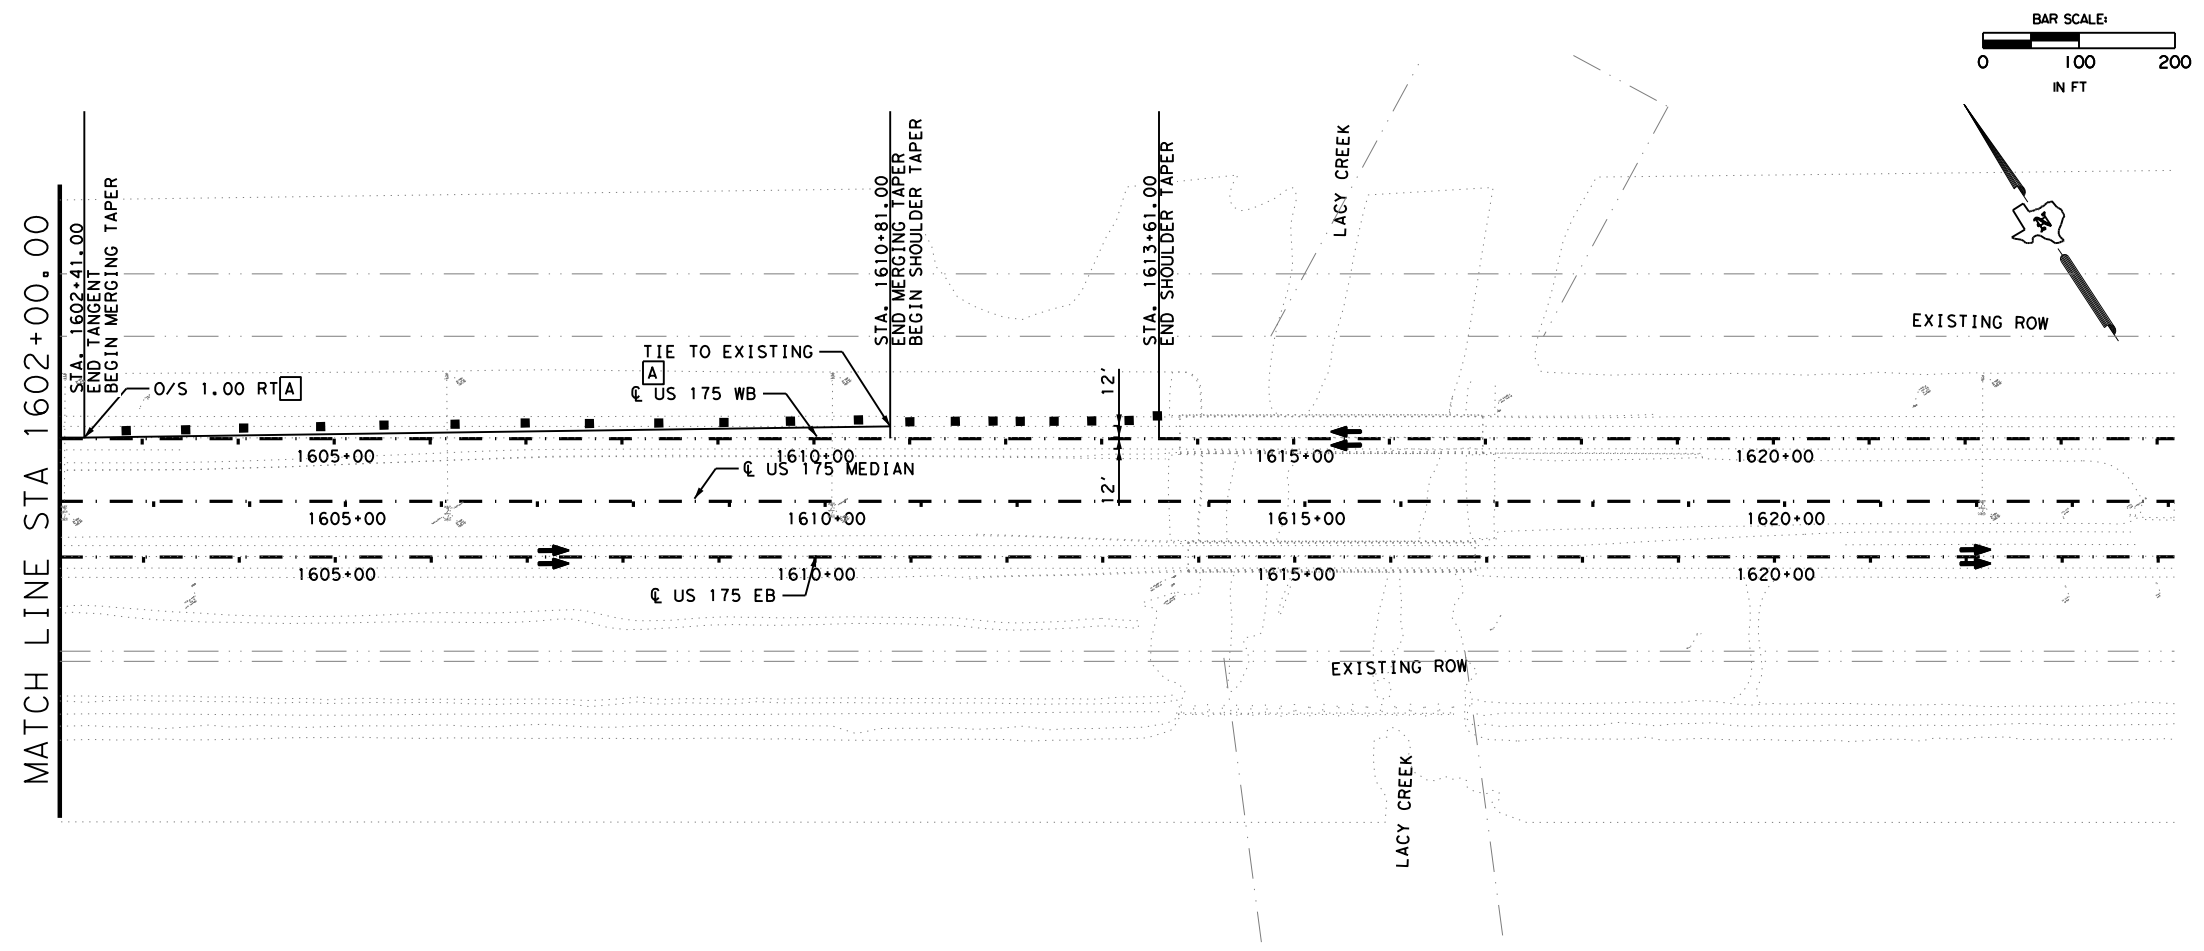 BAR SCALE:
0 100 200
IN FT
N
LACY CREEK
MATCH LINE STA 1602+00.00
STA. 1602+41.00
END TANGENT
BEGIN MERGING TAPER
STA. 1610+81.00
END MERGING TAPER
BEGIN SHOULDER TAPER
STA. 1613+61.00
END SHOULDER TAPER
EXISTING ROW
TIE TO EXISTING
A
O/S 1.00 RT A
℄ US 175 WB
12'
1605+00 1610+00 1615+00 1620+00
℄ US 175 MEDIAN
12'
1605+00 1610+00 1615+00 1620+00
1605+00 1610+00 1615+00 1620+00
℄ US 175 EB
EXISTING ROW
LACY CREEK